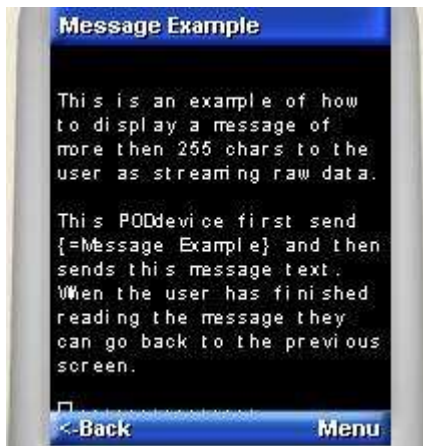 Message Example
This is an example of how
to display a message of
more then 255 chars to the
user as streaming raw data.
This PODdevice first send
{=Message Example} and then
sends this message text.
When the user has finished
reading the message they
can go back to the previous
screen.
<-Back Menu